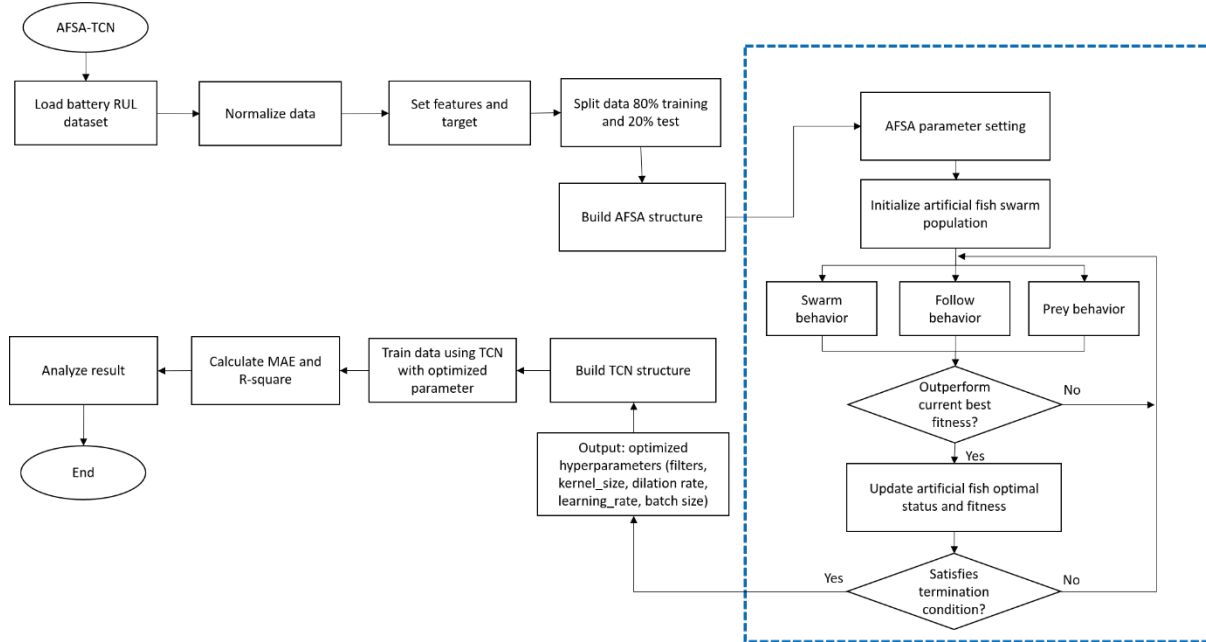 AFSA-TCN
Load battery RUL
dataset
Normalize data
Set features and
target
Split data 80% training
and 20% test
Build AFSA structure
AFSA parameter setting
Initialize artificial fish swarm
population
Swarm
behavior
Follow
behavior
Prey behavior
Outperform
current best
fitness?
No
Yes
Update artificial fish optimal
status and fitness
Satisfies
termination
condition?
No
Yes
Output: optimized
hyperparameters (filters,
kernel_size, dilation rate,
learning_rate, batch size)
Build TCN structure
Train data using TCN
with optimized
parameter
Calculate MAE and
R-square
Analyze result
End